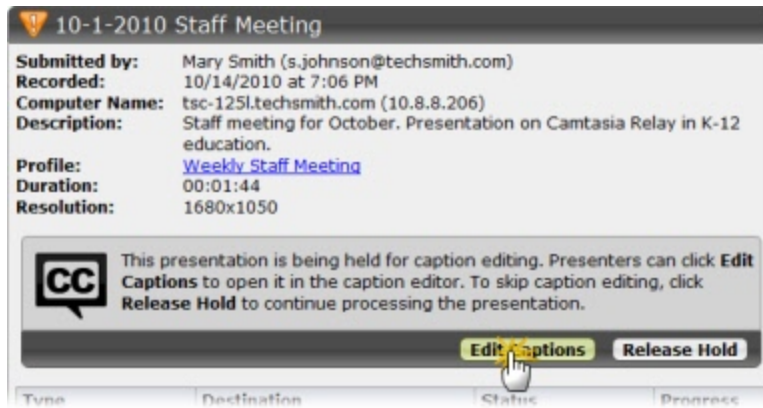 10-1-2010 Staff Meeting
Submitted by: Mary Smith (s.johnson@techsmith.com)
Recorded: 10/14/2010 at 7:06 PM
Computer Name: tsc-125l.techsmith.com (10.8.8.206)
Description: Staff meeting for October. Presentation on Camtasia Relay in K-12
education.
Profile: Weekly Staff Meeting
Duration: 00:01:44
Resolution: 1680x1050
CC
This presentation is being held for caption editing. Presenters can click Edit
Captions to open it in the caption editor. To skip caption editing, click
Release Hold to continue processing the presentation.
Edit Captions Release Hold
Type Destination Status Progress